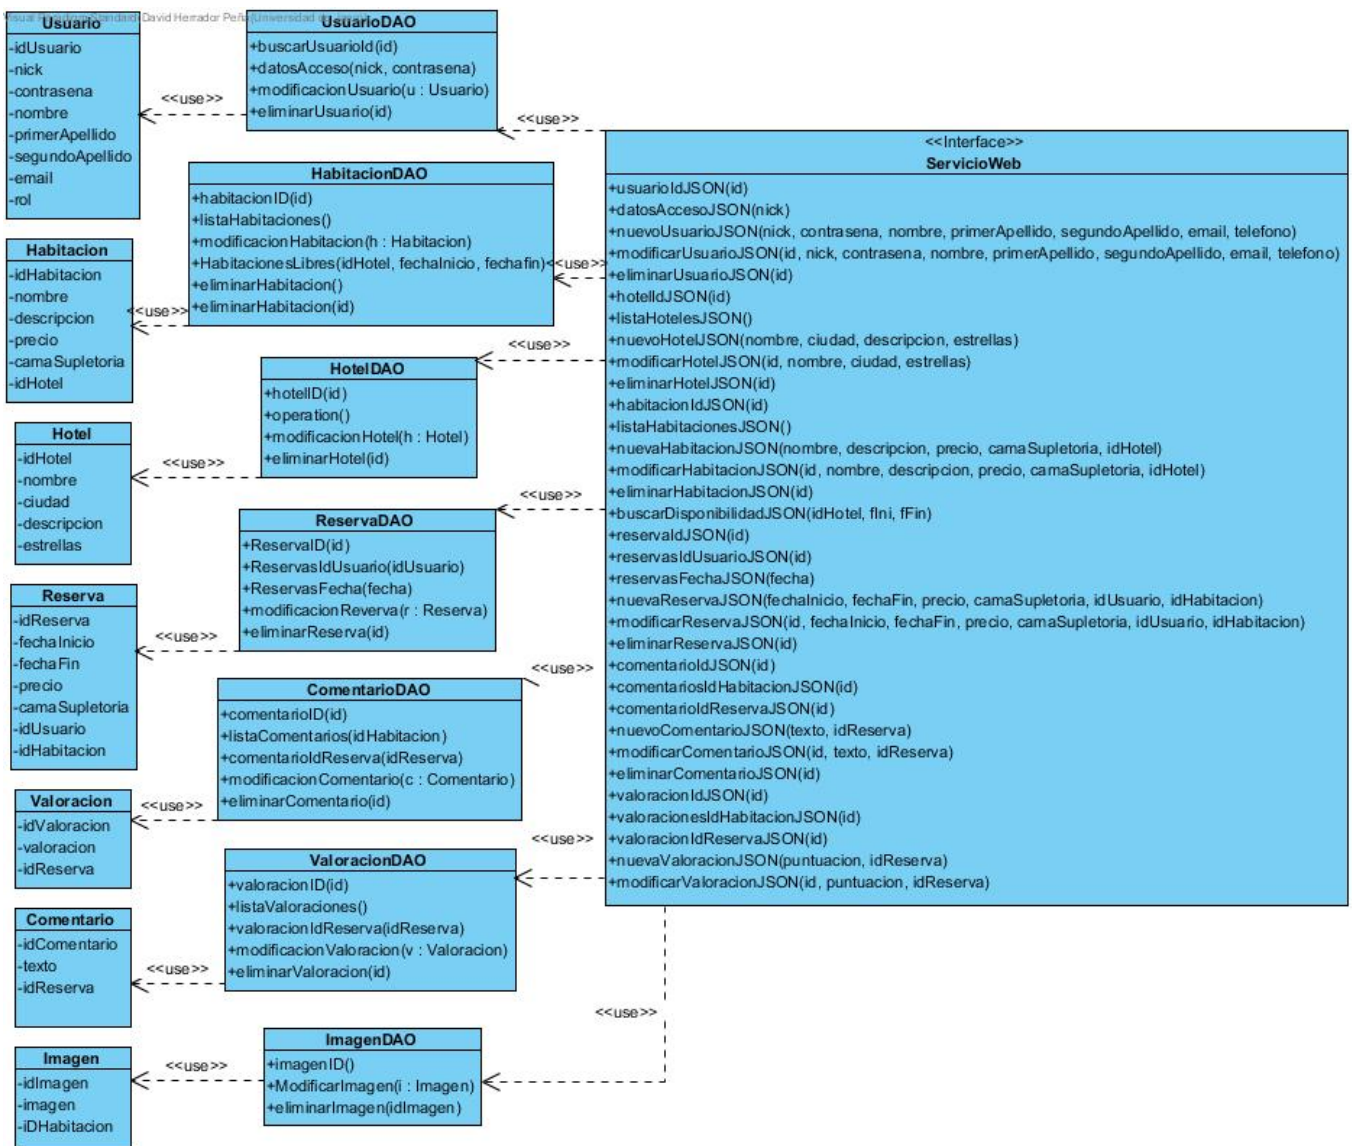 Visual Paradigm Standard(David Herrador Peña(Universidad de Jaen))
Usuario
-idUsuario
-nick
-contrasena
-nombre
-primerApellido
-segundoApellido
-email
-rol
<<use>>
UsuarioDAO
+buscarUsuarioId(id)
+datosAcceso(nick, contrasena)
+modificacionUsuario(u : Usuario)
+eliminarUsuario(id)
<<use>>
Habitacion
-idHabitacion
-nombre
-descripcion
-precio
-camaSupletoria
-idHotel
<<use>>
HabitacionDAO
+habitacionID(id)
+listaHabitaciones()
+modificacionHabitacion(h : Habitacion)
+HabitacionesLibres(idHotel, fechaInicio, fechafin)
+eliminarHabitacion()
+eliminarHabitacion(id)
<<use>>
Hotel
-idHotel
-nombre
-ciudad
-descripcion
-estrellas
<<use>>
HotelDAO
+hotelID(id)
+operation()
+modificacionHotel(h : Hotel)
+eliminarHotel(id)
<<use>>
Reserva
-idReserva
-fechaInicio
-fechaFin
-precio
-camaSupletoria
-idUsuario
-idHabitacion
<<use>>
ReservaDAO
+ReservaID(id)
+ReservasIdUsuario(idUsuario)
+ReservasFecha(fecha)
+modificacionReverva(r : Reserva)
+eliminarReserva(id)
<<use>>
Valoracion
-idValoracion
-valoracion
-idReserva
<<use>>
ComentarioDAO
+comentarioID(id)
+listaComentarios(idHabitacion)
+comentarioIdReserva(idReserva)
+modificacionComentario(c : Comentario)
+eliminarComentario(id)
<<use>>
Comentario
-idComentario
-texto
-idReserva
<<use>>
ValoracionDAO
+valoracionID(id)
+listaValoraciones()
+valoracionIdReserva(idReserva)
+modificacionValoracion(v : Valoracion)
+eliminarValoracion(id)
<<use>>
Imagen
-idImagen
-imagen
-iDHabitacion
<<use>>
ImagenDAO
+imagenID()
+ModificarImagen(i : Imagen)
+eliminarImagen(idImagen)
<<use>>
<<Interface>>
ServicioWeb
+usuarioIdJSON(id)
+datosAccesoJSON(nick)
+nuevoUsuarioJSON(nick, contrasena, nombre, primerApellido, segundoApellido, email, telefono)
+modificarUsuarioJSON(id, nick, contrasena, nombre, primerApellido, segundoApellido, email, telefono)
+eliminarUsuarioJSON(id)
+hotelIdJSON(id)
+listaHotelesJSON()
+nuevoHotelJSON(nombre, ciudad, descripcion, estrellas)
+modificarHotelJSON(id, nombre, ciudad, estrellas)
+eliminarHotelJSON(id)
+habitacionIdJSON(id)
+listaHabitacionesJSON()
+nuevaHabitacionJSON(nombre, descripcion, precio, camaSupletoria, idHotel)
+modificarHabitacionJSON(id, nombre, descripcion, precio, camaSupletoria, idHotel)
+eliminarHabitacionJSON(id)
+buscarDisponibilidadJSON(idHotel, fIni, fFin)
+reservaIdJSON(id)
+reservasIdUsuarioJSON(id)
+reservasFechaJSON(fecha)
+nuevaReservaJSON(fechaInicio, fechaFin, precio, camaSupletoria, idUsuario, idHabitacion)
+modificarReservaJSON(id, fechaInicio, fechaFin, precio, camaSupletoria, idUsuario, idHabitacion)
+eliminarReservaJSON(id)
+comentarioIdJSON(id)
+comentariosIdHabitacionJSON(id)
+comentarioIdReservaJSON(id)
+nuevoComentarioJSON(texto, idReserva)
+modificarComentarioJSON(id, texto, idReserva)
+eliminarComentarioJSON(id)
+valoracionIdJSON(id)
+valoracionesIdHabitacionJSON(id)
+valoracionIdReservaJSON(id)
+nuevaValoracionJSON(puntuacion, idReserva)
+modificarValoracionJSON(id, puntuacion, idReserva)